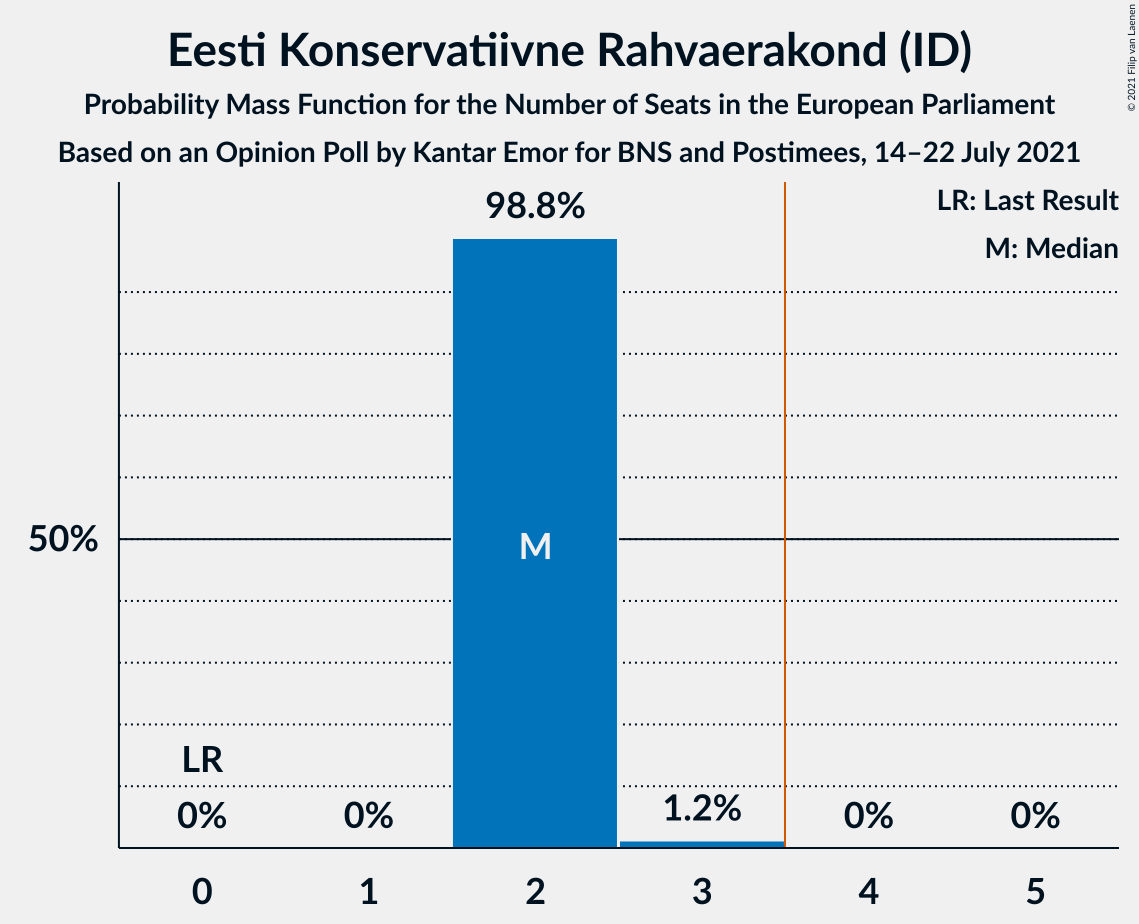 Eesti Konservatiivne Rahvaerakond (ID)
Probability Mass Function for the Number of Seats in the European Parliament
Based on an Opinion Poll by Kantar Emor for BNS and Postimees, 14–22 July 2021
© 2021 Filip van Laenen
LR: Last Result
M: Median
98.8%
50%
M
LR
0%
0%
1.2%
0%
0%
0
1
2
3
4
5